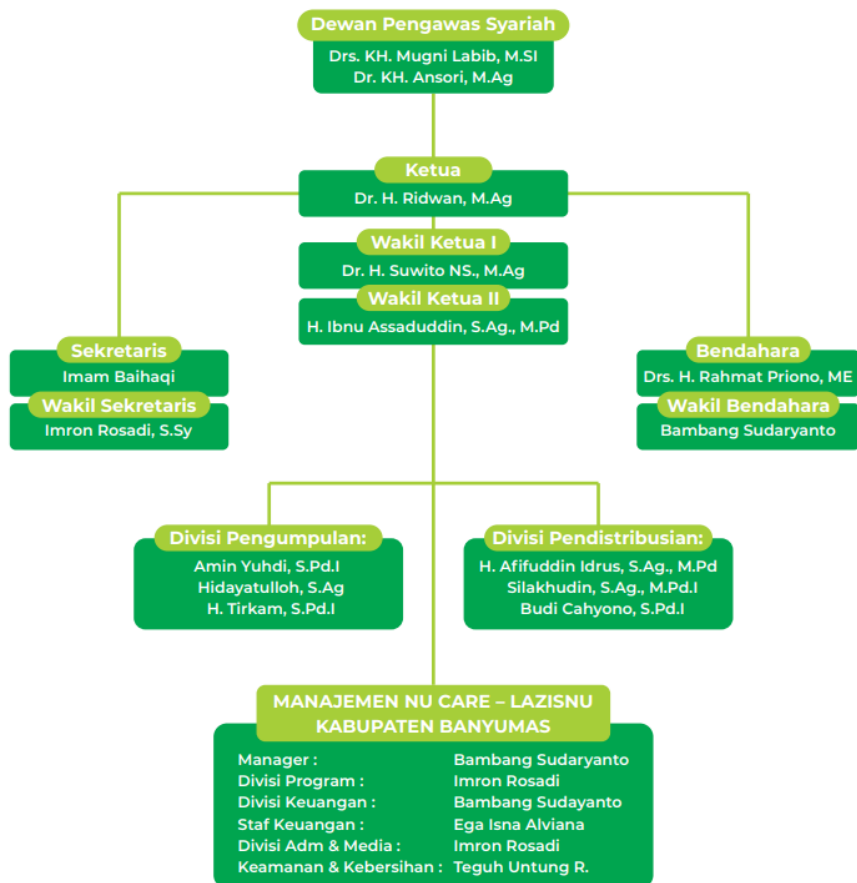 Dewan Pengawas Syariah
Drs. KH. Mugni Labib, M.SI
Dr. KH. Ansori, M.Ag
Ketua
Dr. H. Ridwan, M.Ag
Wakil Ketua I
Dr. H. Suwito NS., M.Ag
Wakil Ketua II
H. Ibnu Assaduddin, S.Ag., M.Pd
Sekretaris
Imam Baihaqi
Wakil Sekretaris
Imron Rosadi, S.Sy
Bendahara
Drs. H. Rahmat Priono, ME
Wakil Bendahara
Bambang Sudaryanto
Divisi Pengumpulan:
Amin Yuhdi, S.Pd.I
Hidayatulloh, S.Ag
H. Tirkam, S.Pd.I
Divisi Pendistribusian:
H. Afifuddin Idrus, S.Ag., M.Pd
Silakhudin, S.Ag., M.Pd.I
Budi Cahyono, S.Pd.I
MANAJEMEN NU CARE – LAZISNU
KABUPATEN BANYUMAS
Manager : Bambang Sudaryanto
Divisi Program : Imron Rosadi
Divisi Keuangan : Bambang Sudayanto
Staf Keuangan : Ega Isna Alviana
Divisi Adm & Media : Imron Rosadi
Keamanan & Kebersihan : Teguh Untung R.